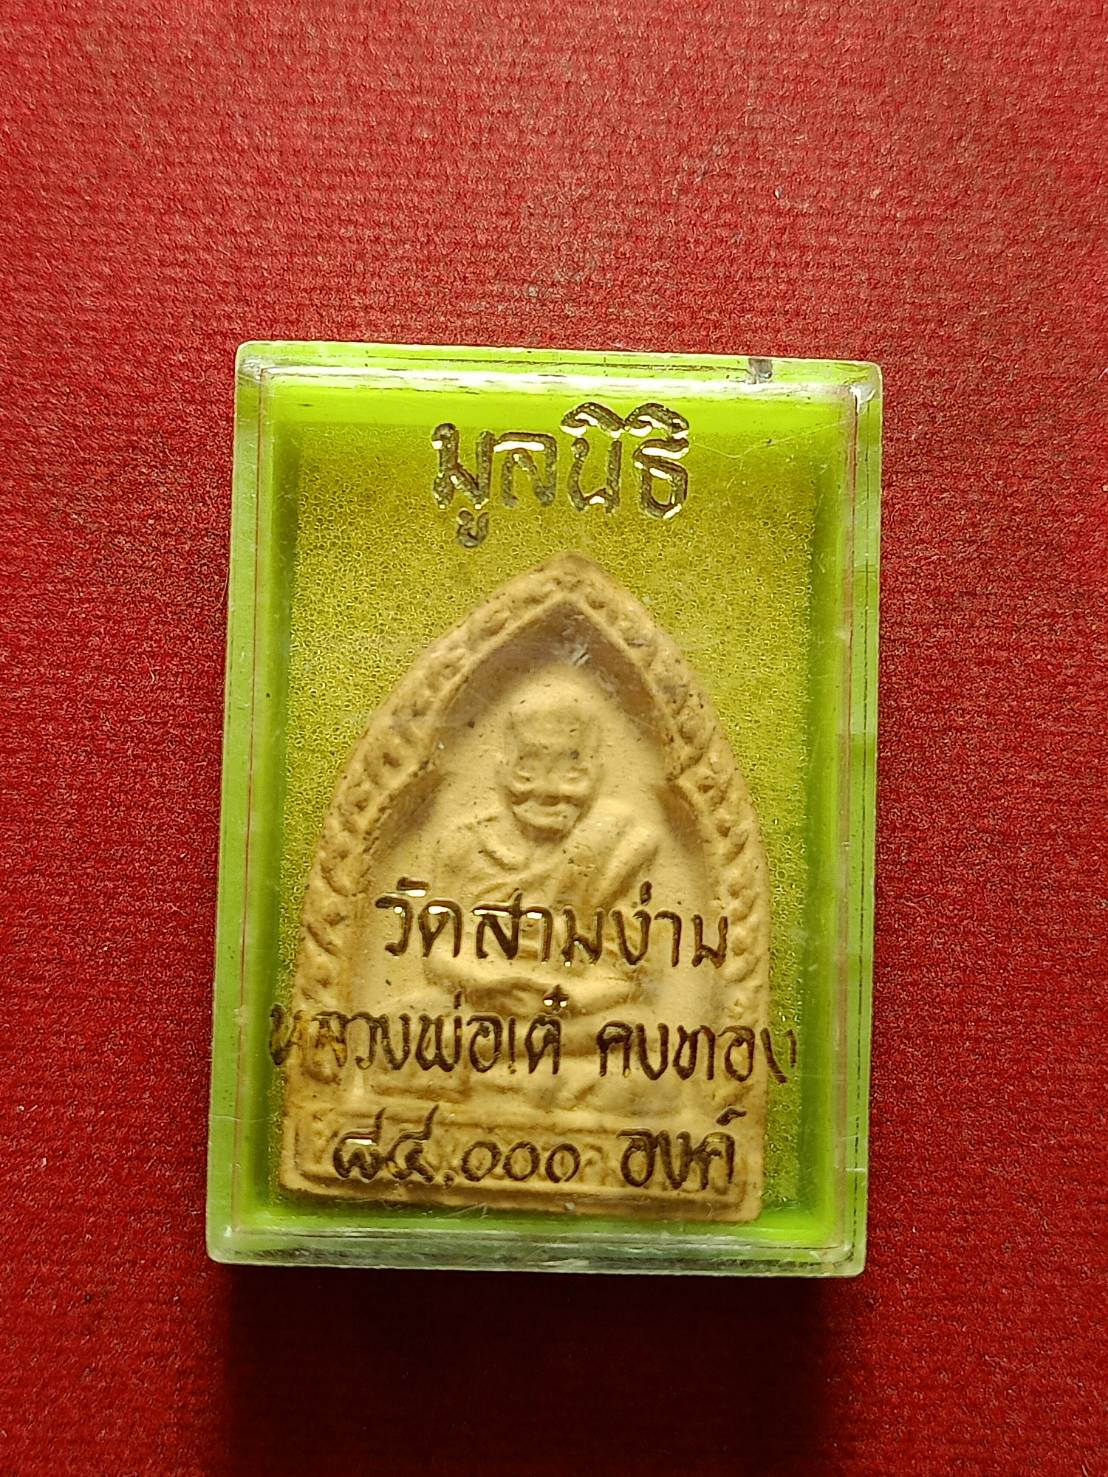 มูลนิธิ
วัดสามง่าม
หลวงพ่อเต๋ คงทอง
๘๔,๐๐๐ องค์